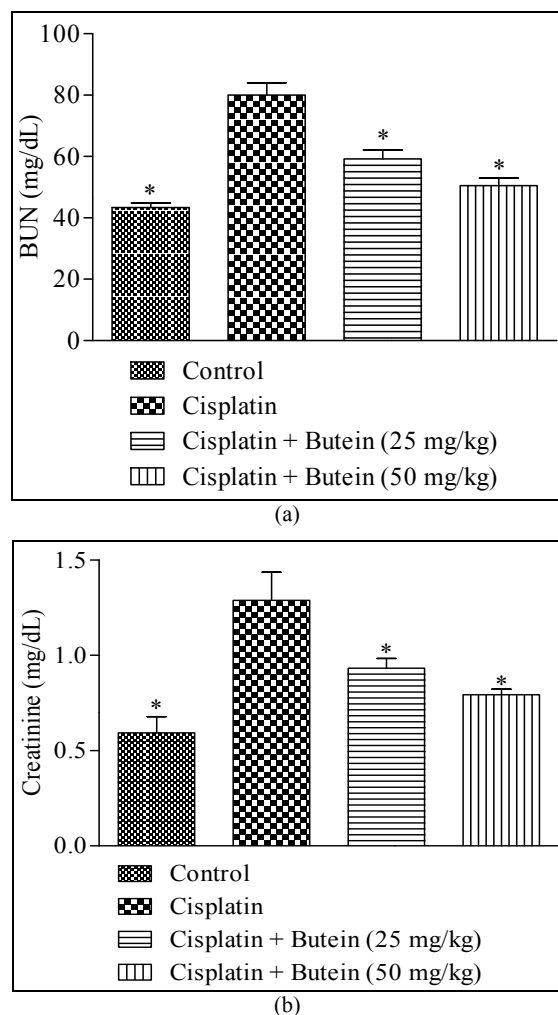 100
80
60
40
20
0
BUN (mg/dL)
*
*
*
Control
Cisplatin
Cisplatin + Butein (25 mg/kg)
Cisplatin + Butein (50 mg/kg)
(a)
1.5
1.0
0.5
0.0
Creatinine (mg/dL)
*
*
*
Control
Cisplatin
Cisplatin + Butein (25 mg/kg)
Cisplatin + Butein (50 mg/kg)
(b)